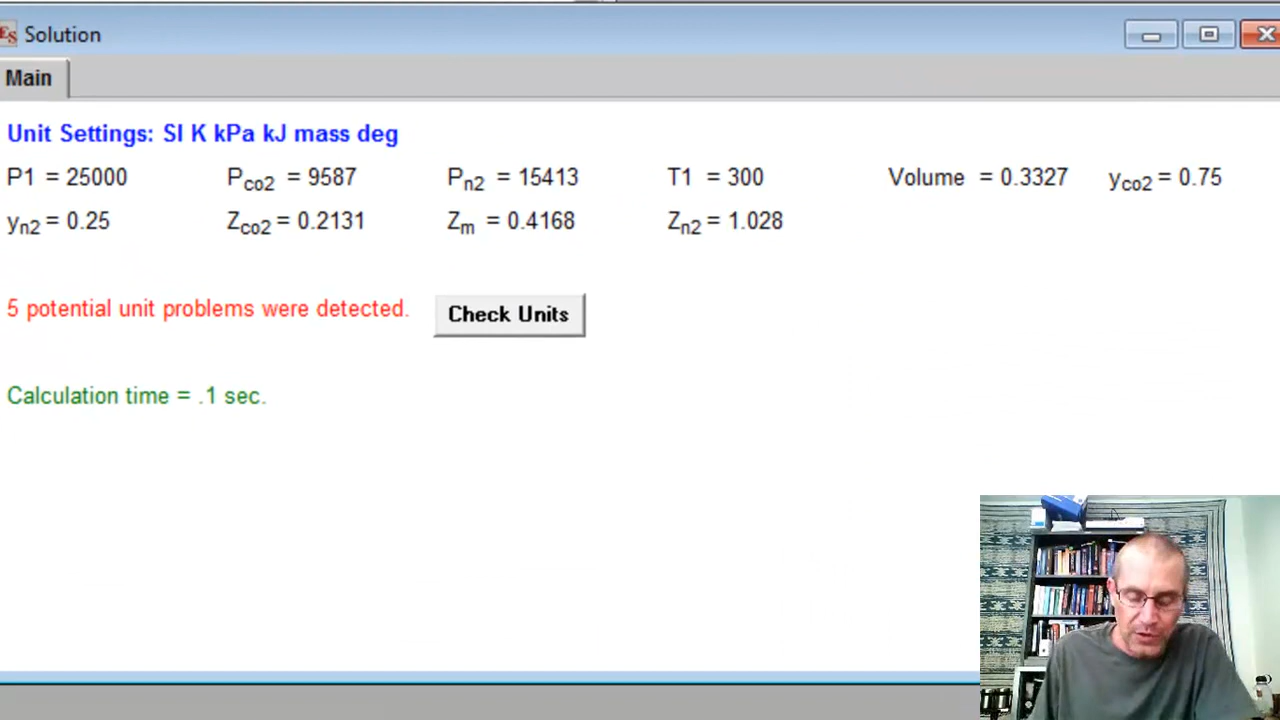 ES Solution
Main
Unit Settings: SI K kPa kJ mass deg
P1 = 25000 Pco2 = 9587 Pn2 = 15413 T1 = 300 Volume = 0.3327 yco2 = 0.75
yn2 = 0.25 Zco2 = 0.2131 Zm = 0.4168 Zn2 = 1.028
5 potential unit problems were detected. Check Units
Calculation time = .1 sec.